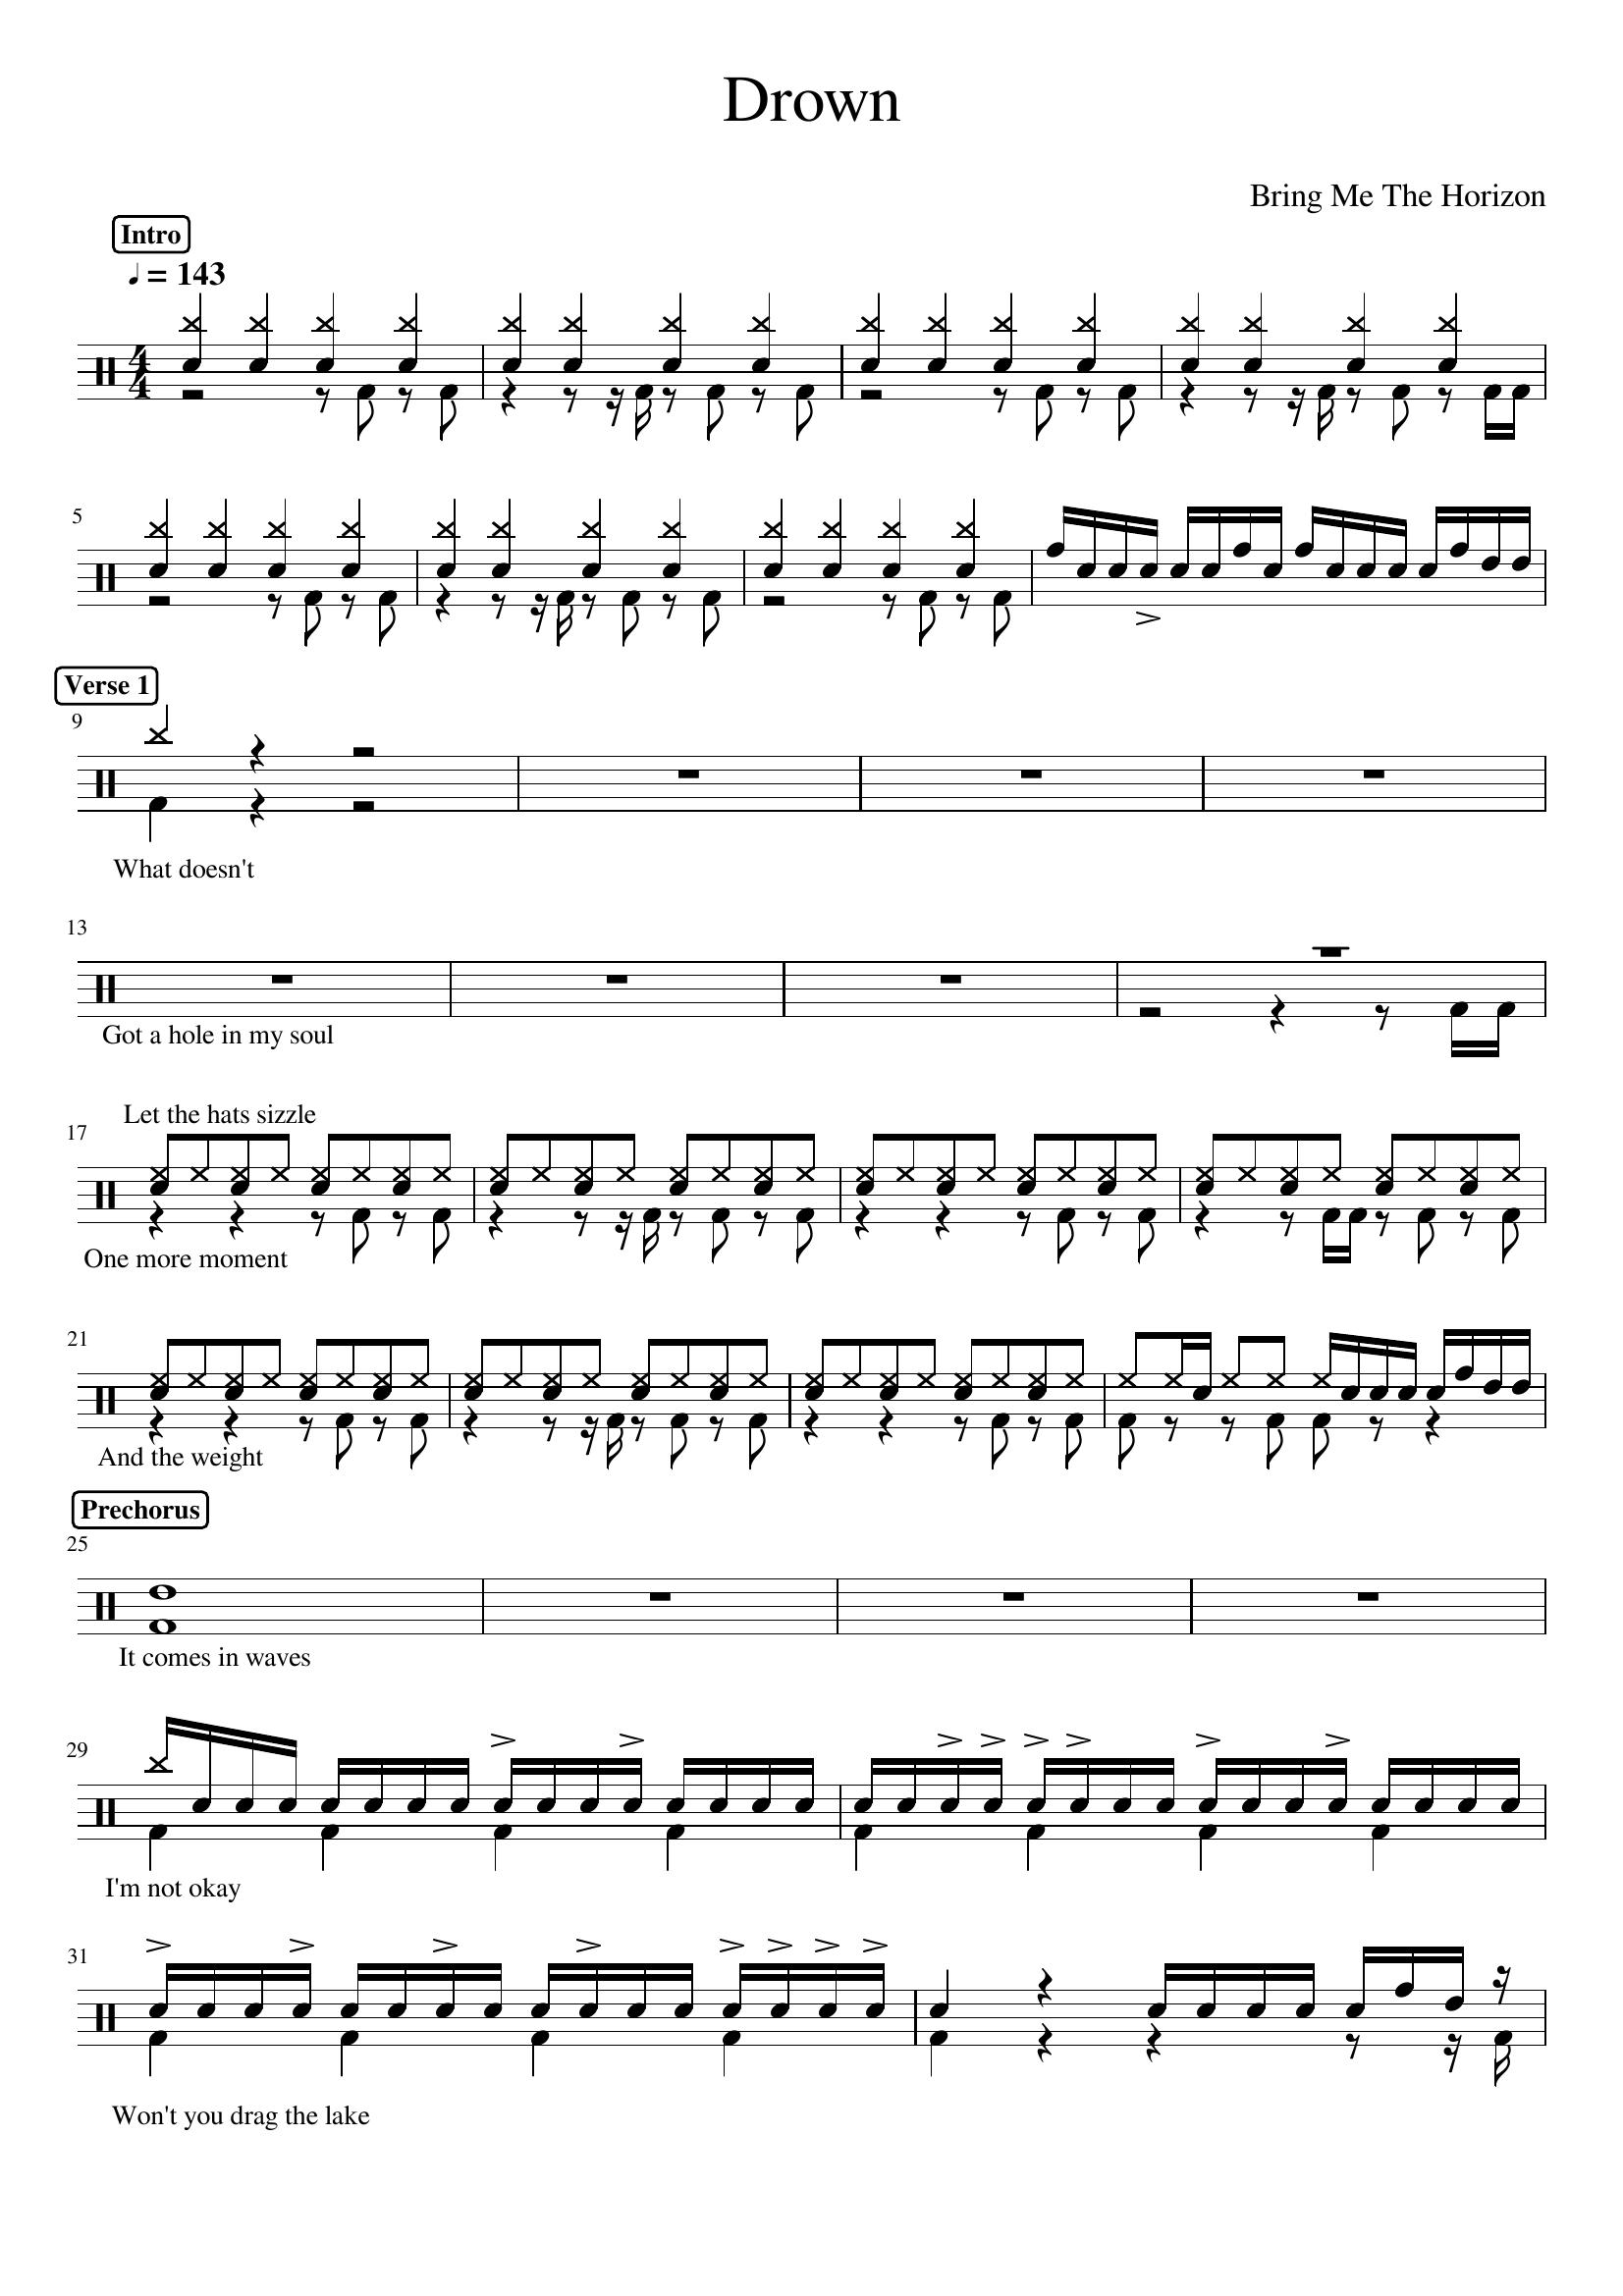 Drown
Bring Me The Horizon
Intro
♩ = 143
4
4
5
Verse 1
9
What doesn't
13
Got a hole in my soul
Let the hats sizzle
17
One more moment
21
And the weight
Prechorus
25
It comes in waves
29
I'm not okay
31
Won't you drag the lake